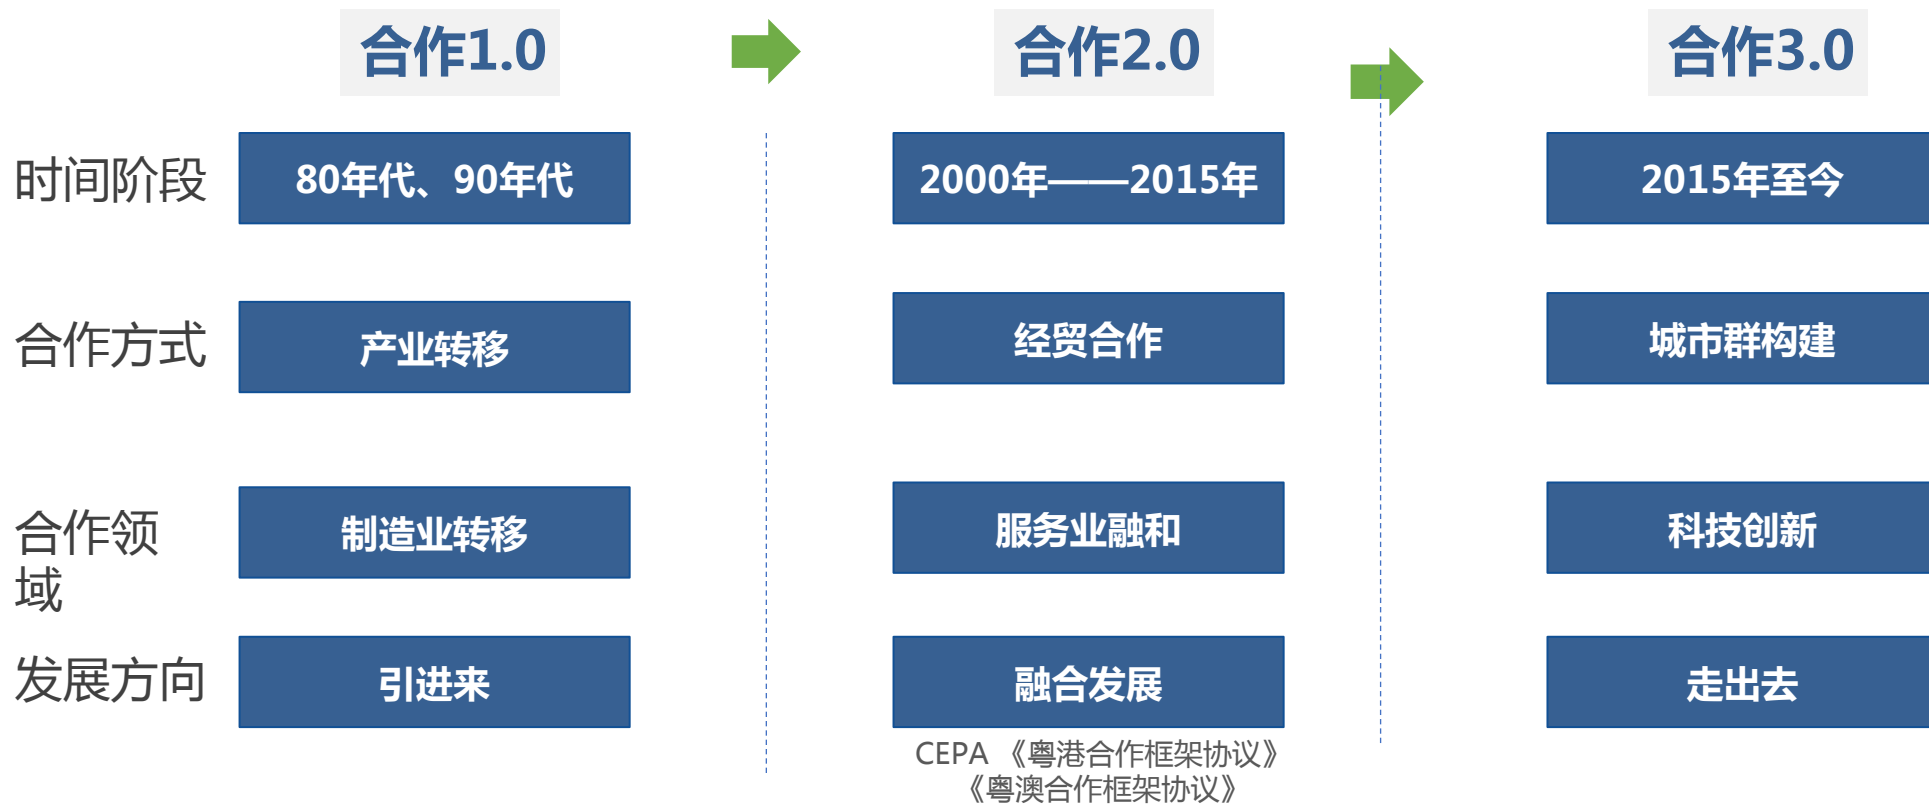 合作1.0
合作2.0
合作3.0
时间阶段
80年代、90年代
2000年——2015年
2015年至今
合作方式
产业转移
经贸合作
城市群构建
合作领
域
制造业转移
服务业融和
科技创新
发展方向
引进来
融合发展
走出去
CEPA 《粤港合作框架协议》
《粤澳合作框架协议》